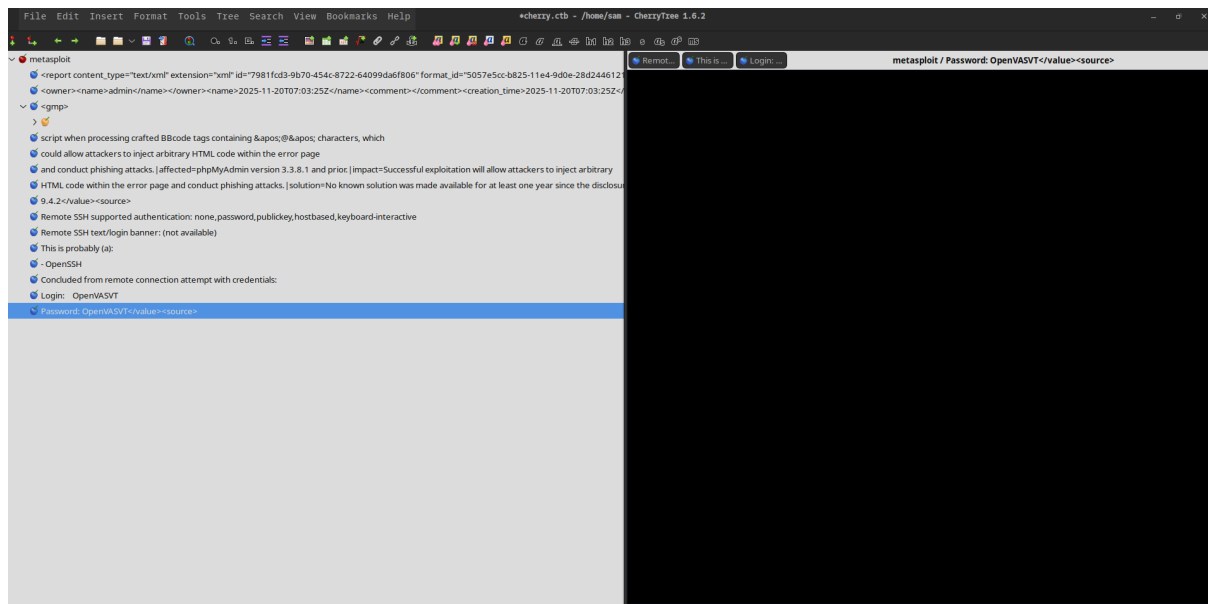 File Edit Insert Format Tools Tree Search View Bookmarks Help
*cherry.ctb - /home/sam - CherryTree 1.6.2
metasploit
<report content_type="text/xml" extension="xml" id="7981fcd3-9b70-454c-8722-64099da6f806" format_id="5057e5cc-b825-11e4-9d0e-28d2446121
<owner><name>admin</name></owner><name>2025-11-20T07:03:25Z</name><comment></comment><creation_time>2025-11-20T07:03:25Z</
<gmp>
script when processing crafted BBcode tags containing &apos;@&apos; characters, which
could allow attackers to inject arbitrary HTML code within the error page
and conduct phishing attacks.|affected=phpMyAdmin version 3.3.8.1 and prior.|impact=Successful exploitation will allow attackers to inject arbitrary
HTML code within the error page and conduct phishing attacks.|solution=No known solution was made available for at least one year since the disclosu
9.4.2</value><source>
Remote SSH supported authentication: none,password,publickey,hostbased,keyboard-interactive
Remote SSH text/login banner: (not available)
This is probably (a):
- OpenSSH
Concluded from remote connection attempt with credentials:
Login: OpenVASVT
Password: OpenVASVT</value><source>
Remot...
This is ...
Login: ...
metasploit / Password: OpenVASVT</value><source>